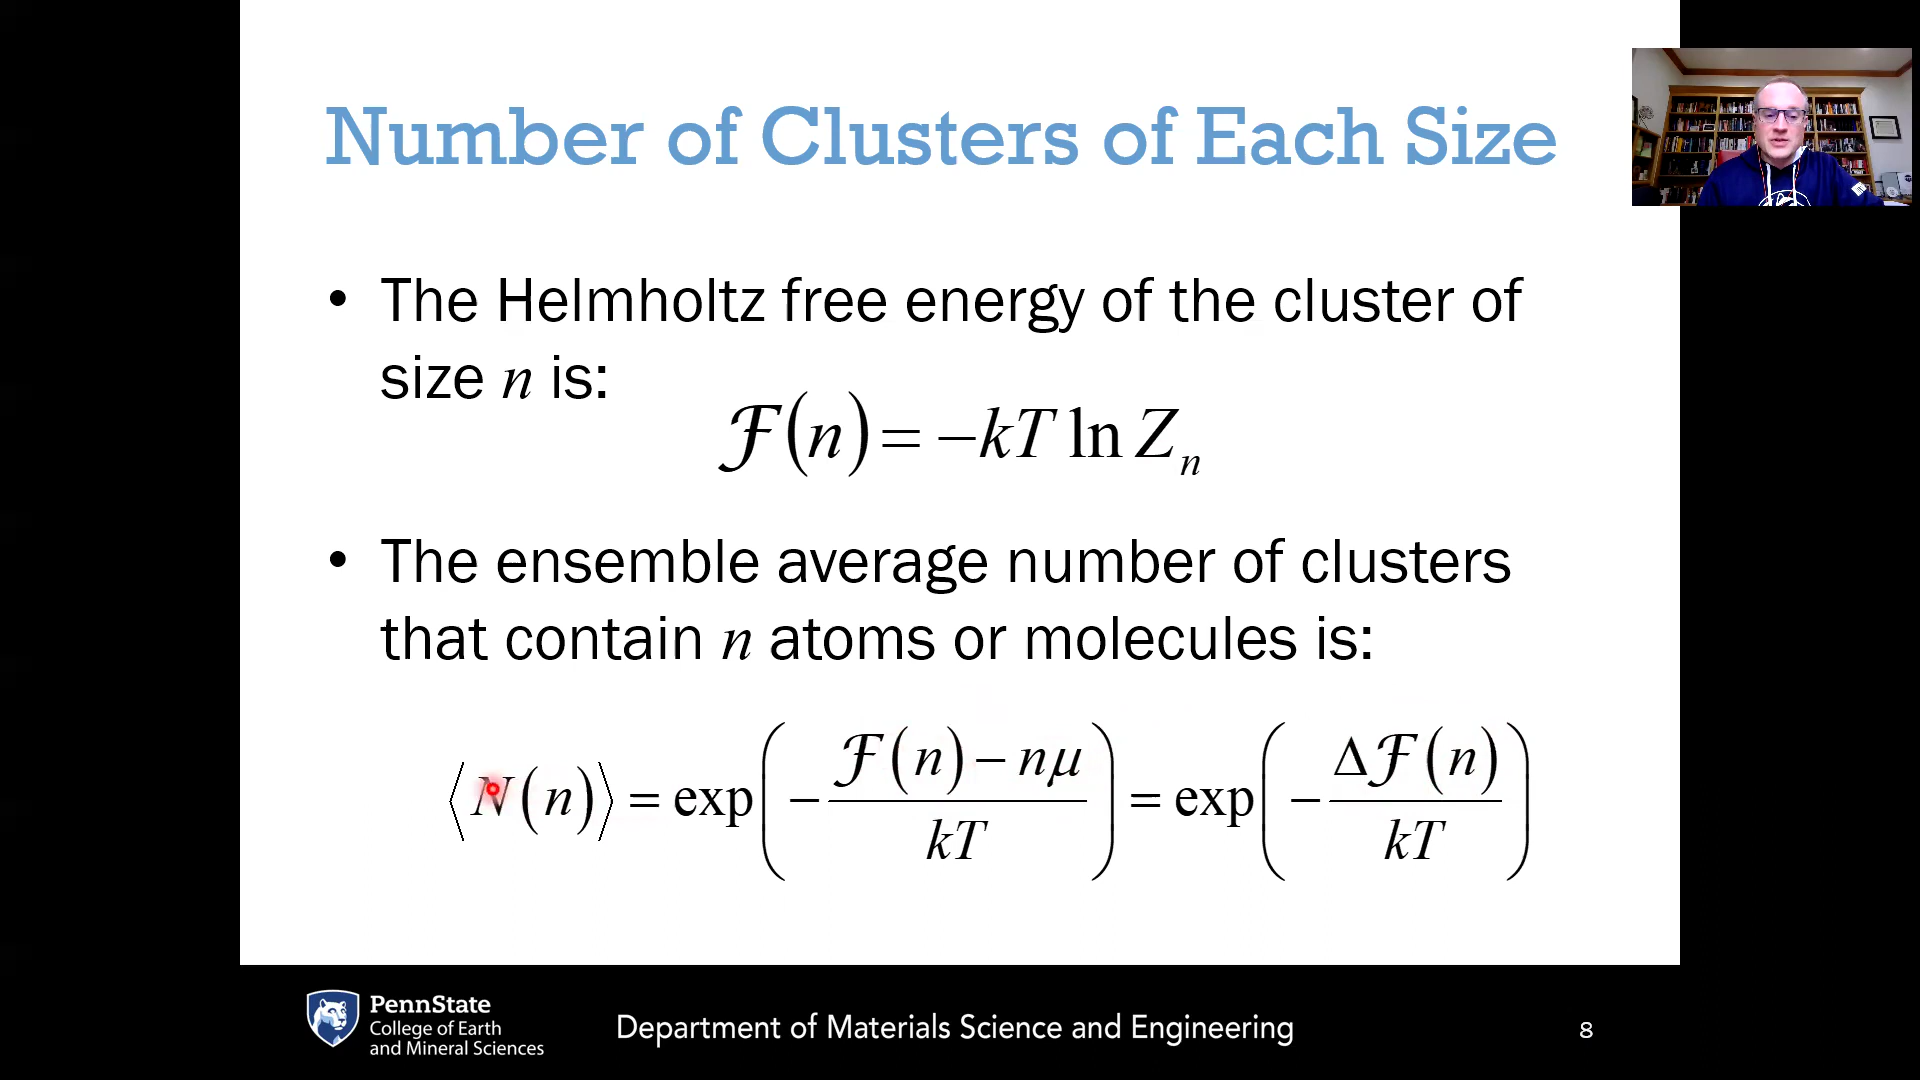 Number of Clusters of Each Size
• The Helmholtz free energy of the cluster of
size n is:
ℱ(n) = −kT ln Zₙ
• The ensemble average number of clusters
that contain n atoms or molecules is:
⟨N(n)⟩ = exp(−(ℱ(n) − nμ)/kT) = exp(−Δℱ(n)/kT)
PennState
College of Earth
and Mineral Sciences
Department of Materials Science and Engineering
8